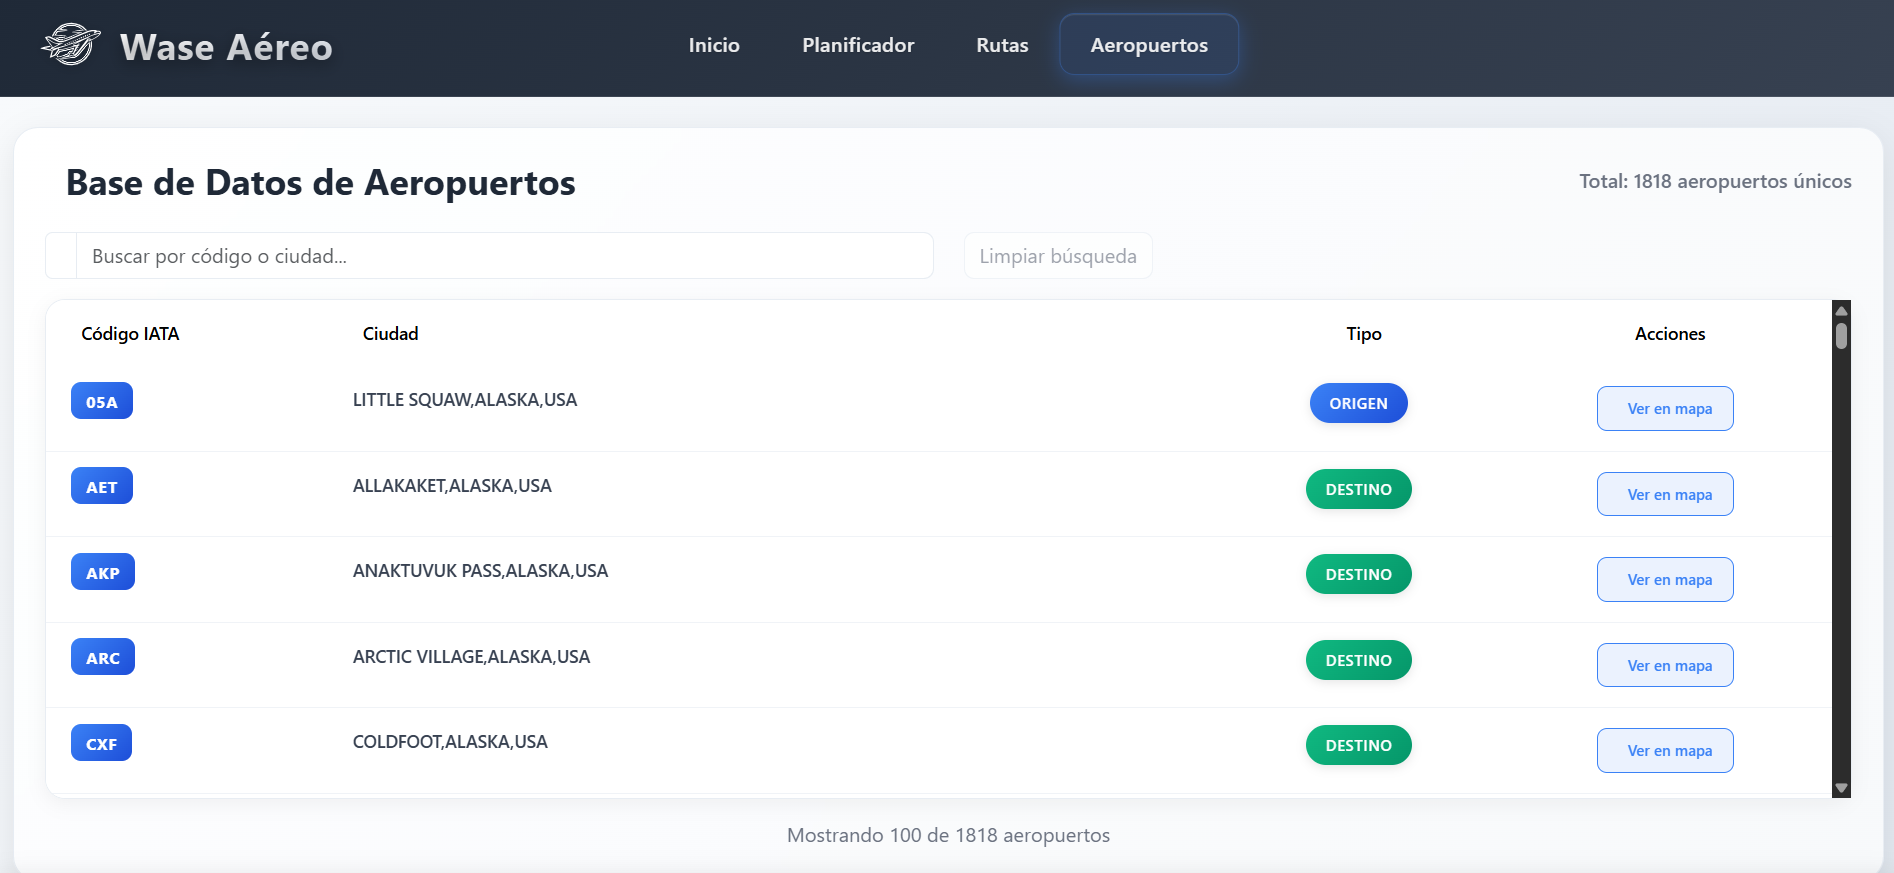 Wase Aéreo
Inicio
Planificador
Rutas
Aeropuertos
Base de Datos de Aeropuertos
Total: 1818 aeropuertos únicos
Buscar por código o ciudad...
Limpiar búsqueda
Código IATA Ciudad Tipo Acciones
05A LITTLE SQUAW,ALASKA,USA ORIGEN Ver en mapa
AET ALLAKAKET,ALASKA,USA DESTINO Ver en mapa
AKP ANAKTUVUK PASS,ALASKA,USA DESTINO Ver en mapa
ARC ARCTIC VILLAGE,ALASKA,USA DESTINO Ver en mapa
CXF COLDFOOT,ALASKA,USA DESTINO Ver en mapa
Mostrando 100 de 1818 aeropuertos